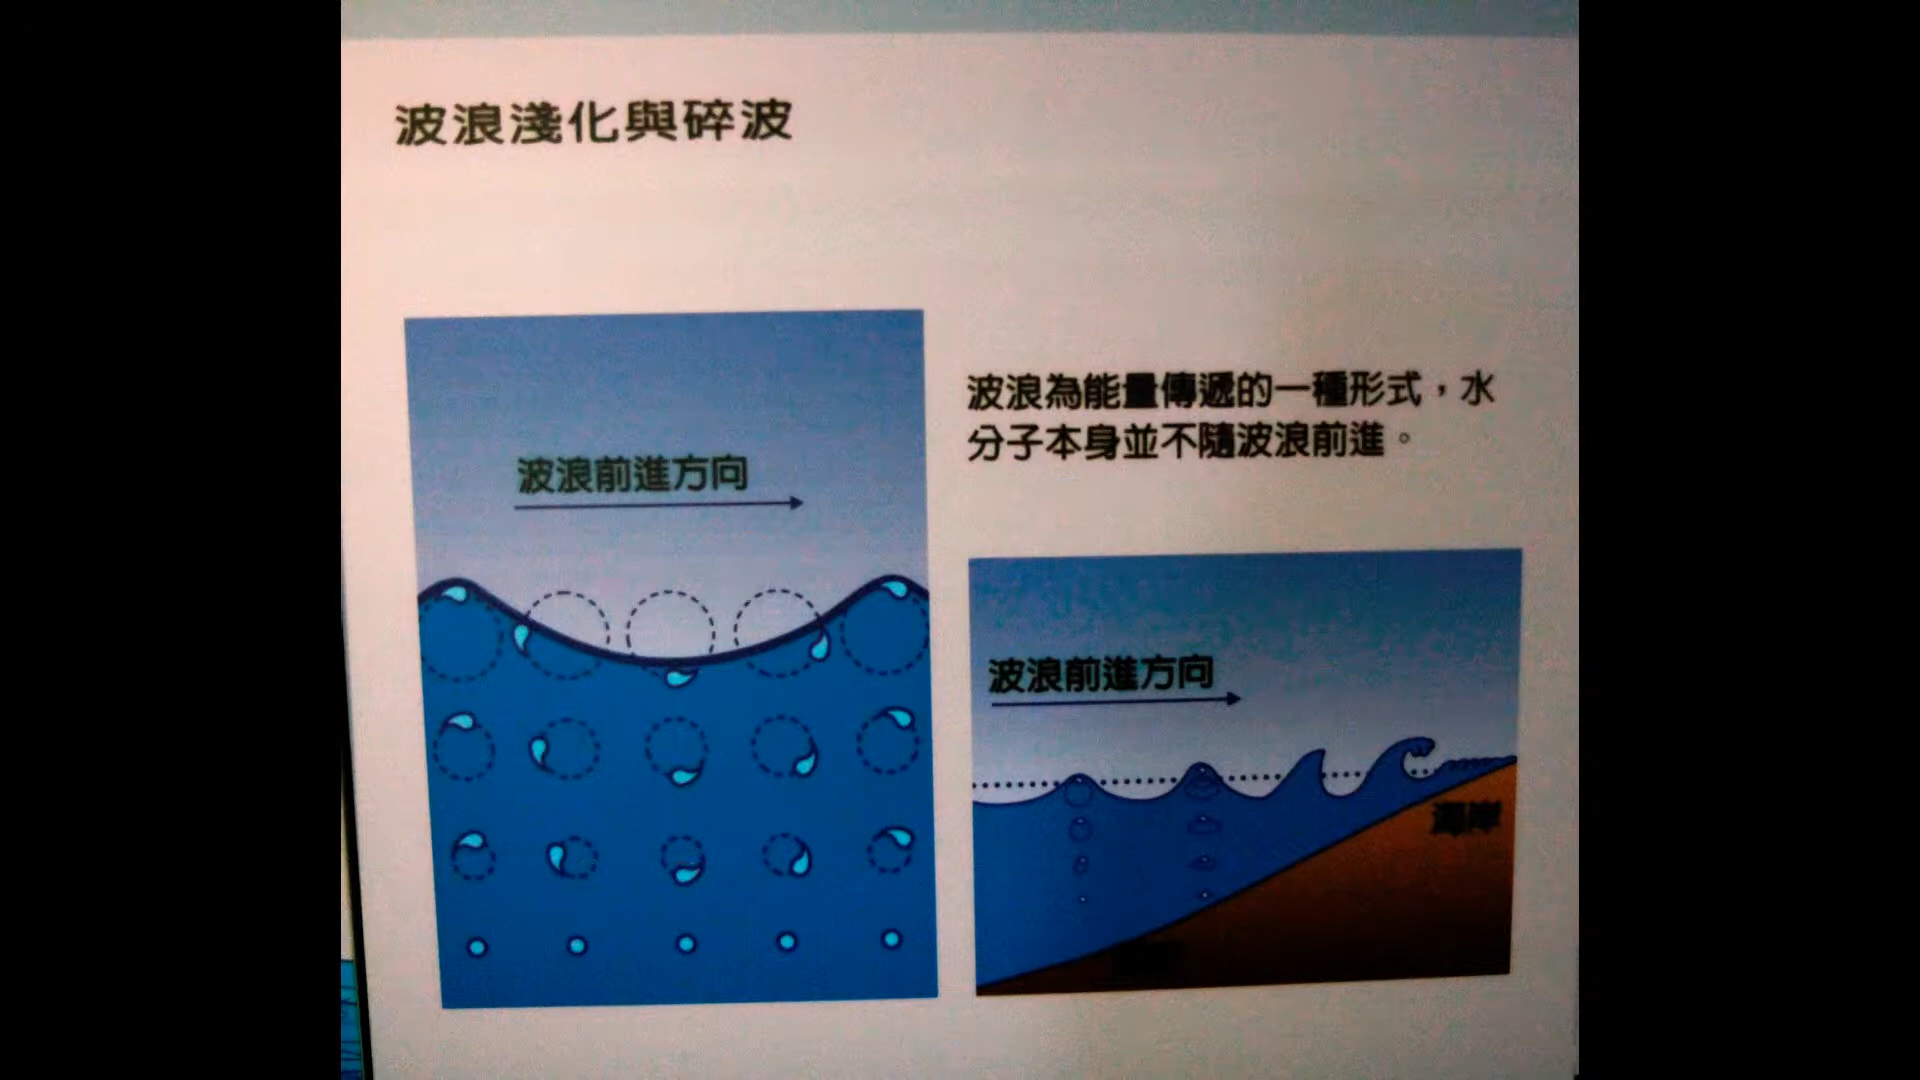 波浪淺化與碎波
波浪前進方向
波浪為能量傳遞的一種形式，水
分子本身並不隨波浪前進。
波浪前進方向
海岸